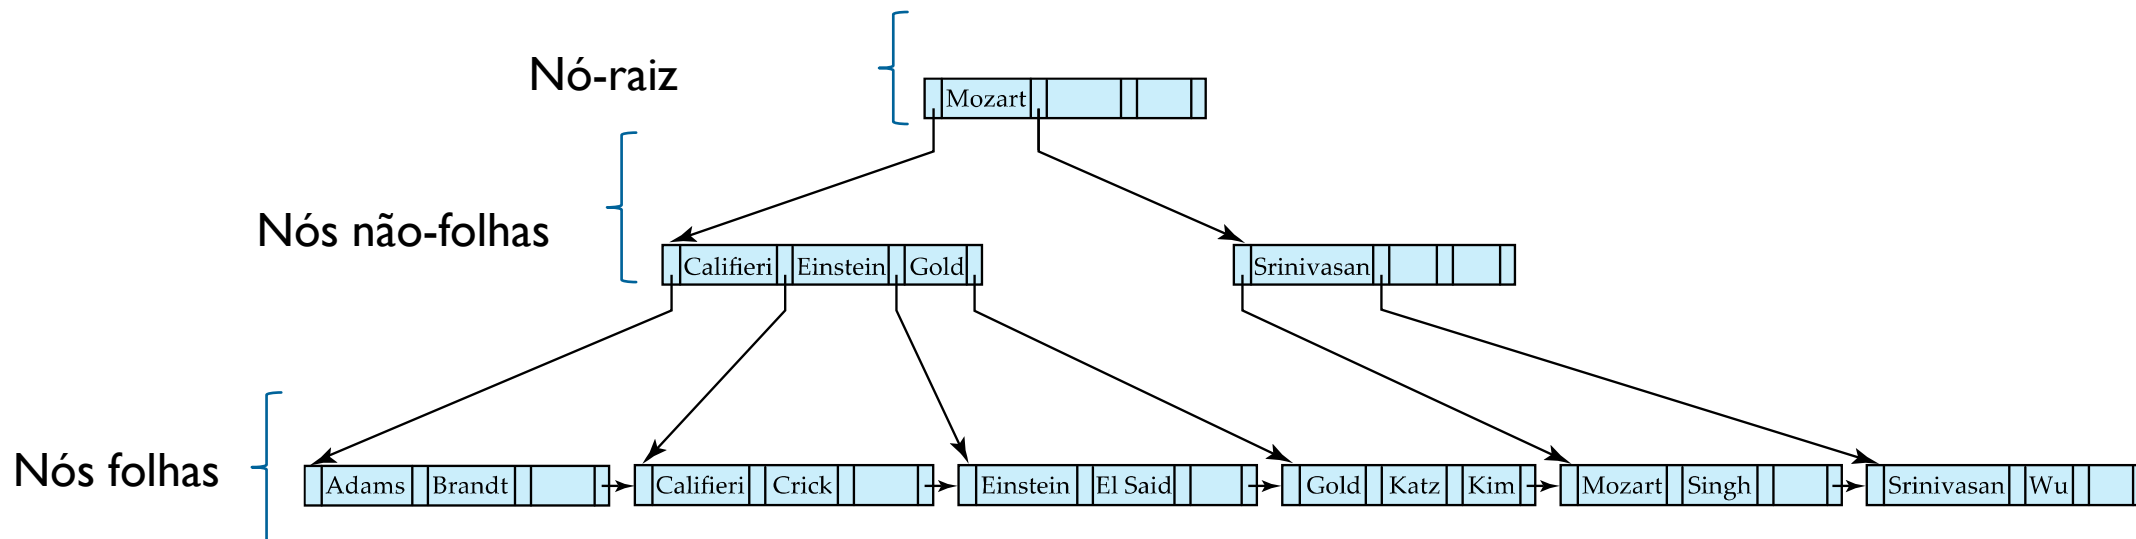 Nó-raiz
Mozart
Nós não-folhas
Califieri Einstein Gold
Srinivasan
Nós folhas
Adams Brandt
Califieri Crick
Einstein El Said
Gold Katz Kim
Mozart Singh
Srinivasan Wu